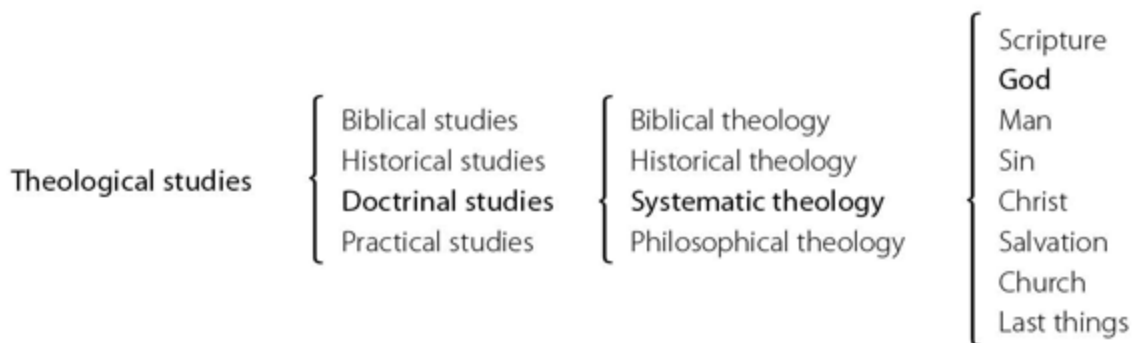 Theological studies
Biblical studies
Historical studies
Doctrinal studies
Practical studies
Biblical theology
Historical theology
Systematic theology
Philosophical theology
Scripture
God
Man
Sin
Christ
Salvation
Church
Last things